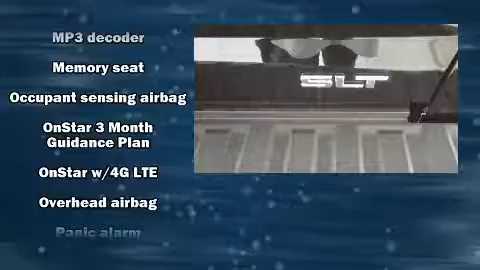 MP3 decoder
Memory seat
Occupant sensing airbag
OnStar 3 Month
Guidance Plan
OnStar w/4G LTE
Overhead airbag
Panic alarm
SLT